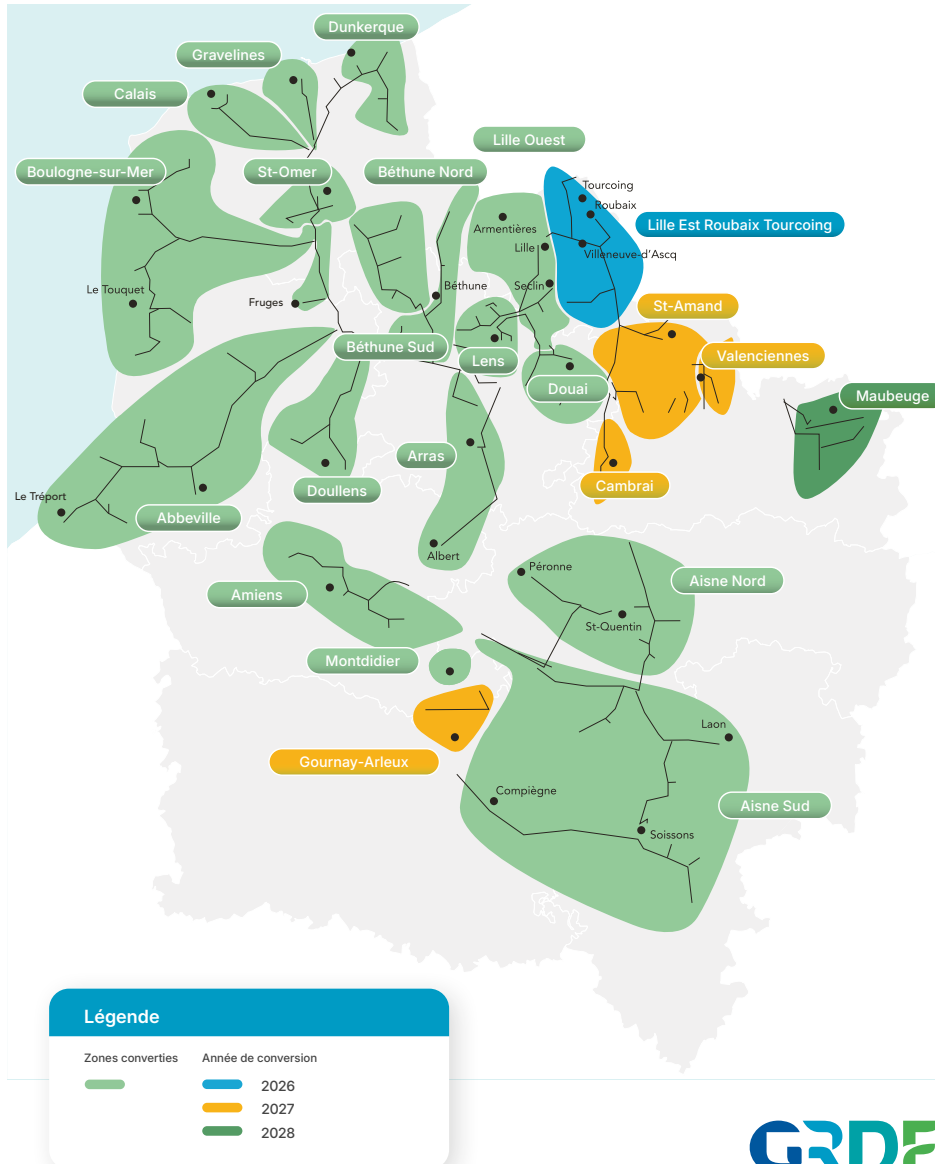 Dunkerque
Gravelines
Calais
Lille Ouest
Boulogne-sur-Mer
St-Omer
Béthune Nord
Tourcoing
Roubaix
Armentières
Lille Est Roubaix Tourcoing
Lille
Villeneuve-d'Ascq
Le Touquet
Fruges
Béthune
Seclin
St-Amand
Béthune Sud
Lens
Valenciennes
Douai
Maubeuge
Arras
Cambrai
Le Tréport
Abbeville
Doullens
Albert
Péronne
Aisne Nord
Amiens
St-Quentin
Montdidier
Laon
Gournay-Arleux
Compiègne
Aisne Sud
Soissons
Légende
Zones converties
Année de conversion
2026
2027
2028
GRDF